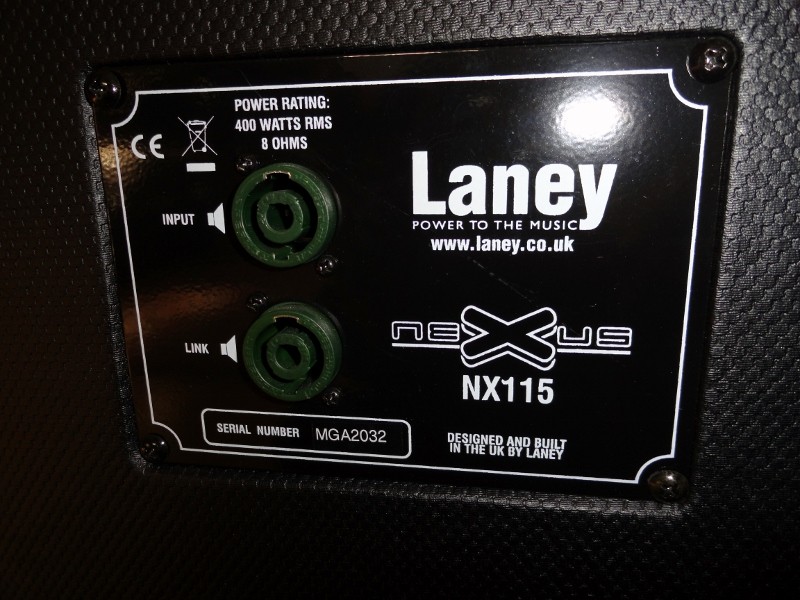 POWER RATING:
400 WATTS RMS
8 OHMS
CE
INPUT
Laney
POWER TO THE MUSIC
www.laney.co.uk
LINK
nexus
NX115
SERIAL NUMBER MGA2032
DESIGNED AND BUILT
IN THE UK BY LANEY